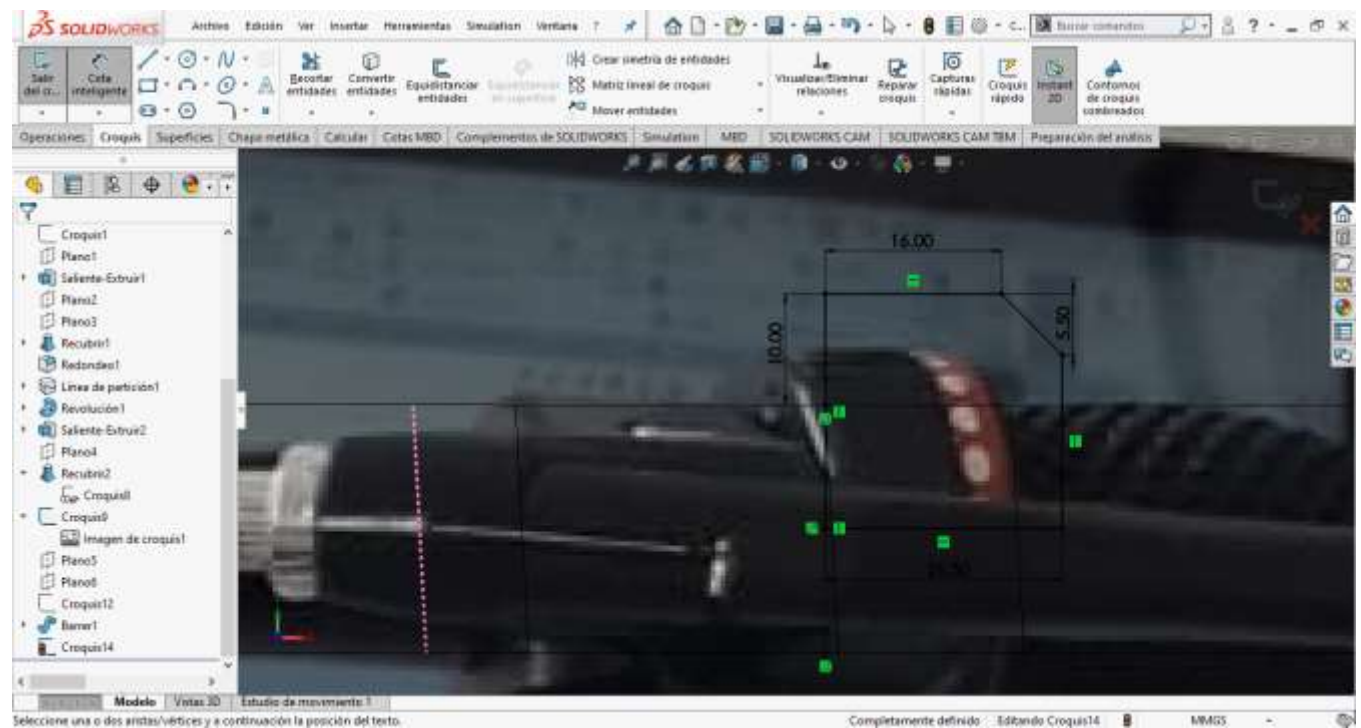 SOLIDWORKS
Archivo Edición Ver Insertar Herramientas Simulation Ventana ?
Buscar comandos
Salir del cr...
Cota inteligente
Recortar entidades
Convertir entidades
Equidistanciar entidades
Crear simetría de entidades
Matriz lineal de croquis
Mover entidades
Visualizar/Eliminar relaciones
Reparar croquis
Capturas rápidas
Croquis rápido
Instant 2D
Contornos de croquis sombreados
Operaciones Croquis Superficies Chapa metálica Calcular Cotas MBD Complementos de SOLIDWORKS Simulation MBD SOLIDWORKS CAM SOLIDWORKS CAM TBM Preparación del análisis
Croquis1
Plano1
Saliente-Extruir1
Plano2
Plano3
Recubrir1
Redondeo1
Línea de partición1
Revolución1
Saliente-Extruir2
Plano4
Recubrir2
Croquis8
Croquis9
Imagen de croquis1
Plano5
Plano6
Croquis12
Barrer1
Croquis14
16.00
10.00
5.50
Modelo Vistas 3D Estudio de movimiento 1
Seleccione una o dos aristas/vértices y a continuación la posición del texto.
Completamente definido Editando Croquis14 MMGS